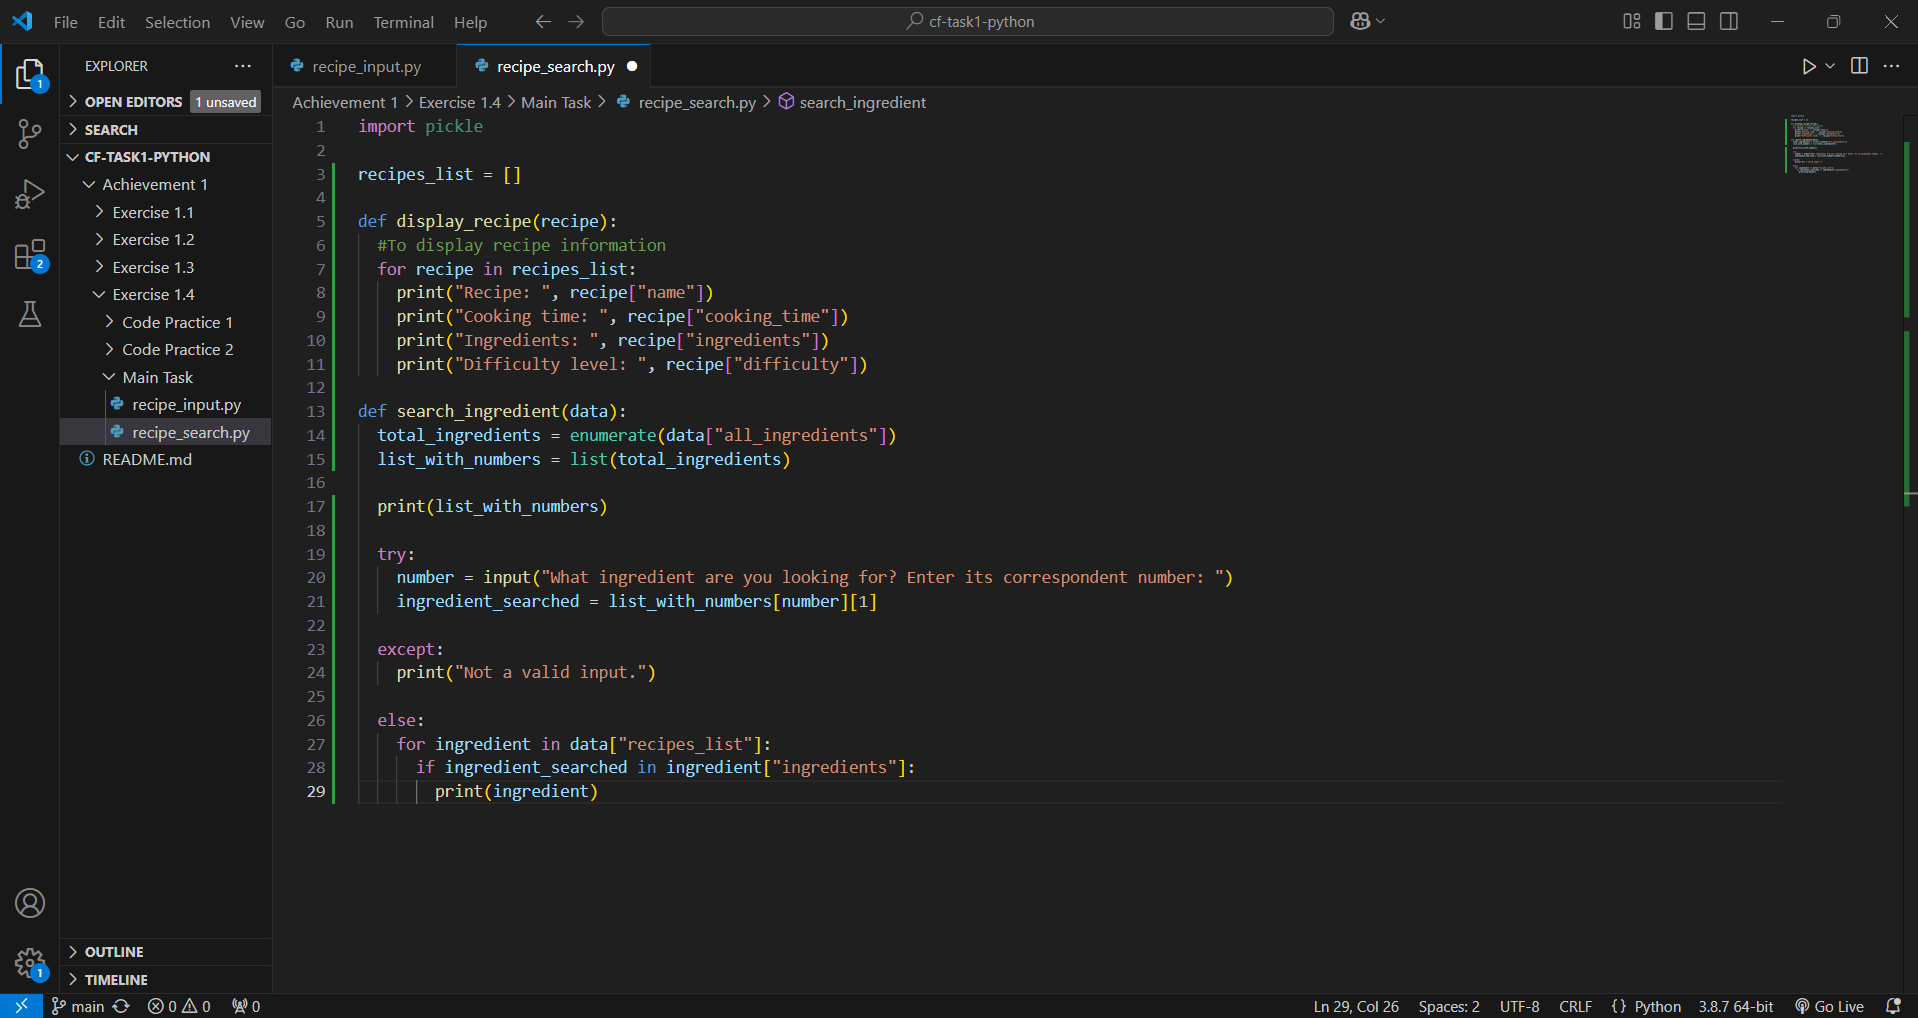 File Edit Selection View Go Run Terminal Help cf-task1-python
EXPLORER
OPEN EDITORS 1 unsaved
SEARCH
CF-TASK1-PYTHON
Achievement 1
Exercise 1.1
Exercise 1.2
Exercise 1.3
Exercise 1.4
Code Practice 1
Code Practice 2
Main Task
recipe_input.py
recipe_search.py
README.md
OUTLINE
TIMELINE
1
2
1
recipe_input.py recipe_search.py
Achievement 1 > Exercise 1.4 > Main Task > recipe_search.py > search_ingredient
1 import pickle
2
3 recipes_list = []
4
5 def display_recipe(recipe):
6 #To display recipe information
7 for recipe in recipes_list:
8 print("Recipe: ", recipe["name"])
9 print("Cooking time: ", recipe["cooking_time"])
10 print("Ingredients: ", recipe["ingredients"])
11 print("Difficulty level: ", recipe["difficulty"])
12
13 def search_ingredient(data):
14 total_ingredients = enumerate(data["all_ingredients"])
15 list_with_numbers = list(total_ingredients)
16
17 print(list_with_numbers)
18
19 try:
20 number = input("What ingredient are you looking for? Enter its correspondent number: ")
21 ingredient_searched = list_with_numbers[number][1]
22
23 except:
24 print("Not a valid input.")
25
26 else:
27 for ingredient in data["recipes_list"]:
28 if ingredient_searched in ingredient["ingredients"]:
29 print(ingredient)
main 0 0 0 Ln 29, Col 26 Spaces: 2 UTF-8 CRLF {} Python 3.8.7 64-bit Go Live